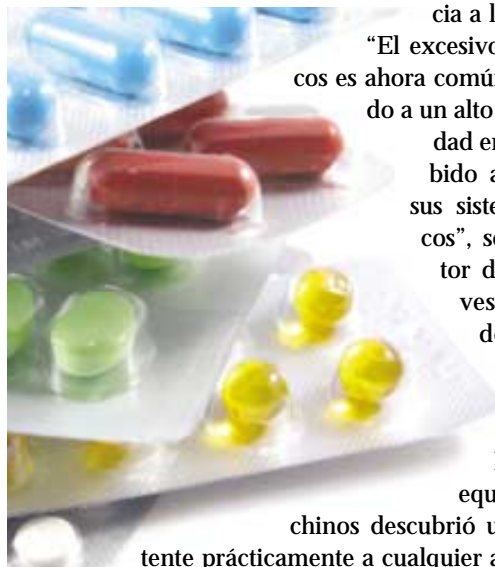 cia a l
“El excesivo
cos es ahora común
do a un alto
dad en
bido a
sus siste
cos”, se
tor d
ves
de
equ
chinos descubrió u
tente prácticamente a cualquier a